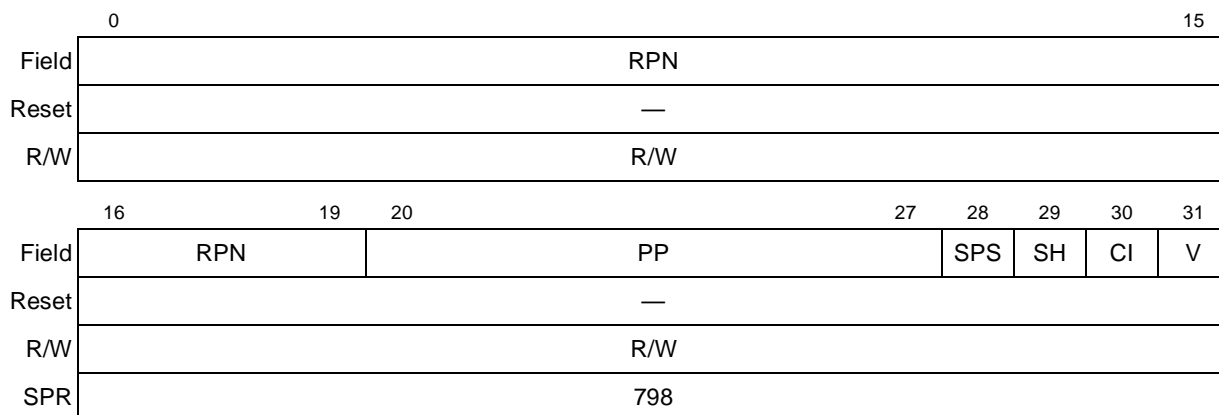 0 15
Field RPN
Reset —
R/W R/W
16 19 20 27 28 29 30 31
Field RPN PP SPS SH CI V
Reset —
R/W R/W
SPR 798